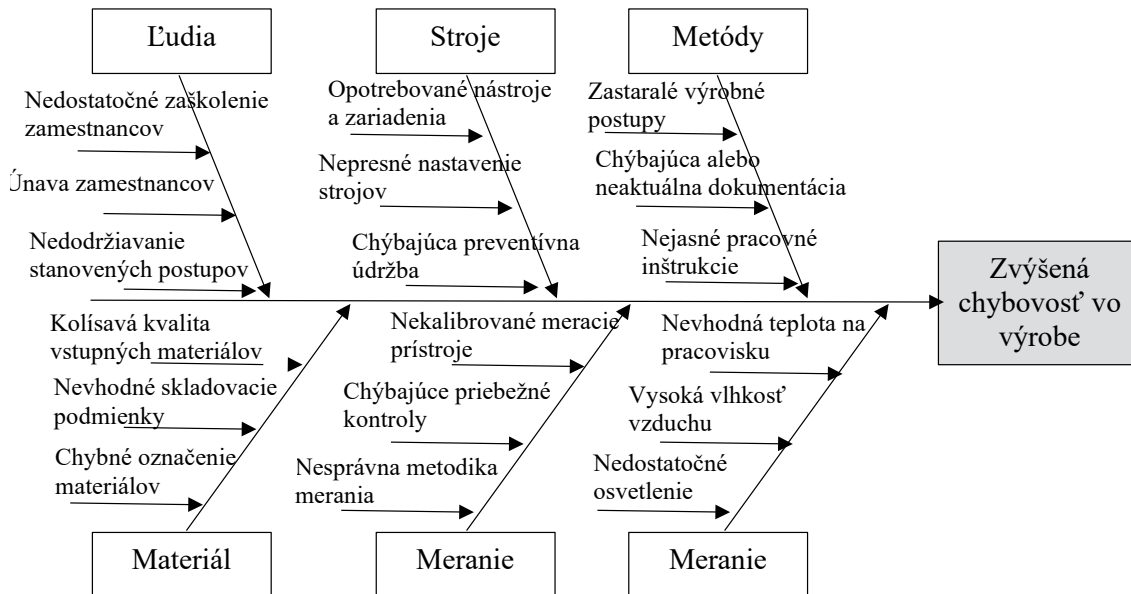 Ľudia
Stroje
Metódy
Nedostatočné zaškolenie
zamestnancov
Únava zamestnancov
Nedodržiavanie
stanovených postupov
Opotrebované nástroje
a zariadenia
Nepresné nastavenie
strojov
Chýbajúca preventívna
údržba
Zastaralé výrobné
postupy
Chýbajúca alebo
neaktuálna dokumentácia
Nejasné pracovné
inštrukcie
Zvýšená
chybovosť vo
výrobe
Kolísavá kvalita
vstupných materiálov
Nevhodné skladovacie
podmienky
Chybné označenie
materiálov
Nekalibrované meracie
prístroje
Chýbajúce priebežné
kontroly
Nesprávna metodika
merania
Nevhodná teplota na
pracovisku
Vysoká vlhkosť
vzduchu
Nedostatočné
osvetlenie
Materiál
Meranie
Meranie